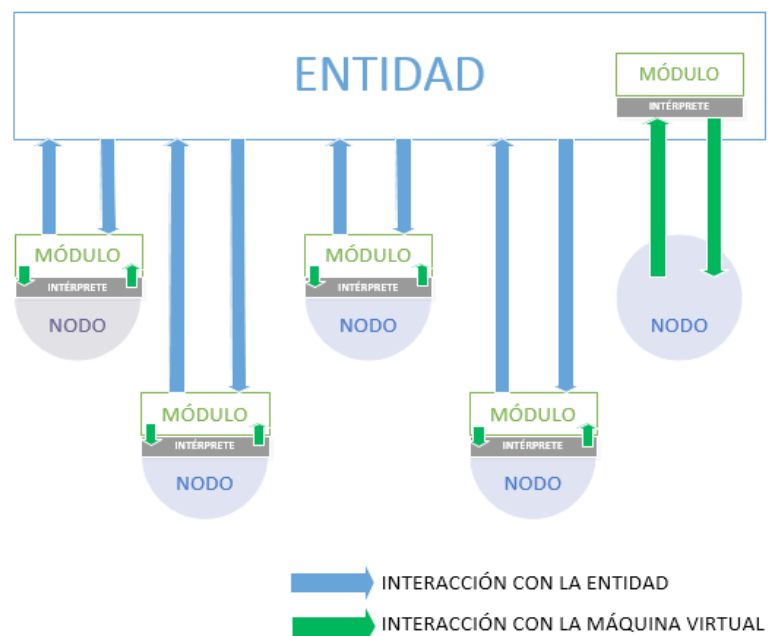 ENTIDAD
MÓDULO
INTÉRPRETE
MÓDULO
INTÉRPRETE
NODO
MÓDULO
INTÉRPRETE
NODO
NODO
MÓDULO
INTÉRPRETE
NODO
MÓDULO
INTÉRPRETE
NODO
INTERACCIÓN CON LA ENTIDAD
INTERACCIÓN CON LA MÁQUINA VIRTUAL